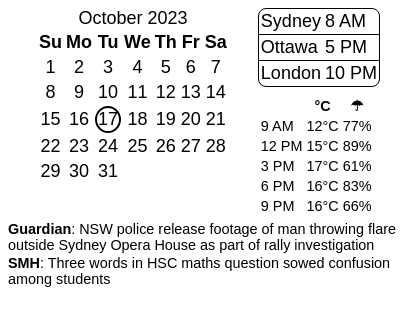 October 2023
Su Mo Tu We Th Fr Sa
1 2 3 4 5 6 7
8 9 10 11 12 13 14
15 16 17 18 19 20 21
22 23 24 25 26 27 28
29 30 31
Sydney 8 AM
Ottawa 5 PM
London 10 PM
°C ☂
9 AM 12°C 77%
12 PM 15°C 89%
3 PM 17°C 61%
6 PM 16°C 83%
9 PM 16°C 66%
Guardian: NSW police release footage of man throwing flare
outside Sydney Opera House as part of rally investigation
SMH: Three words in HSC maths question sowed confusion
among students